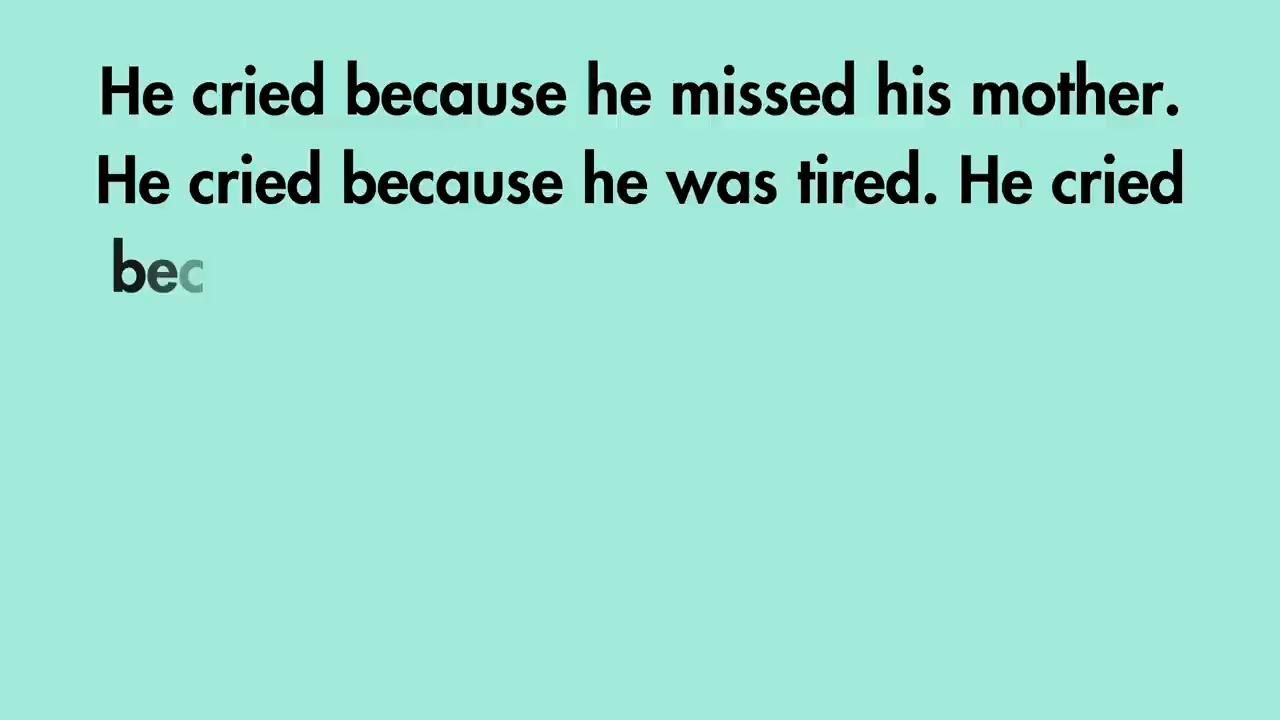 He cried because he missed his mother.
He cried because he was tired. He cried
bec